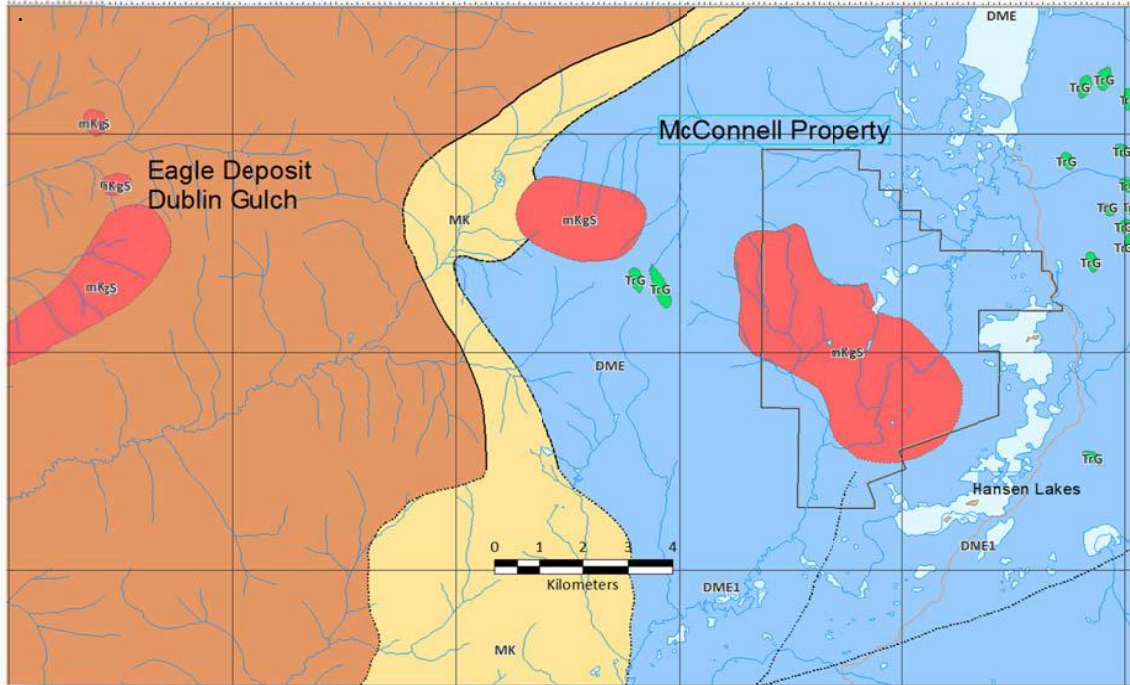 DME
TrG
TrG
McConnell Property
mKgS
TrG
Eagle Deposit
Dublin Gulch
mKgS
MK
mKgS
TrG
TrG
TrG
TrG
TrG
mKgS
mKgS
DME
TrG
Hansen Lakes
0 1 2 3 4
Kilometers
DME1
DME1
MK